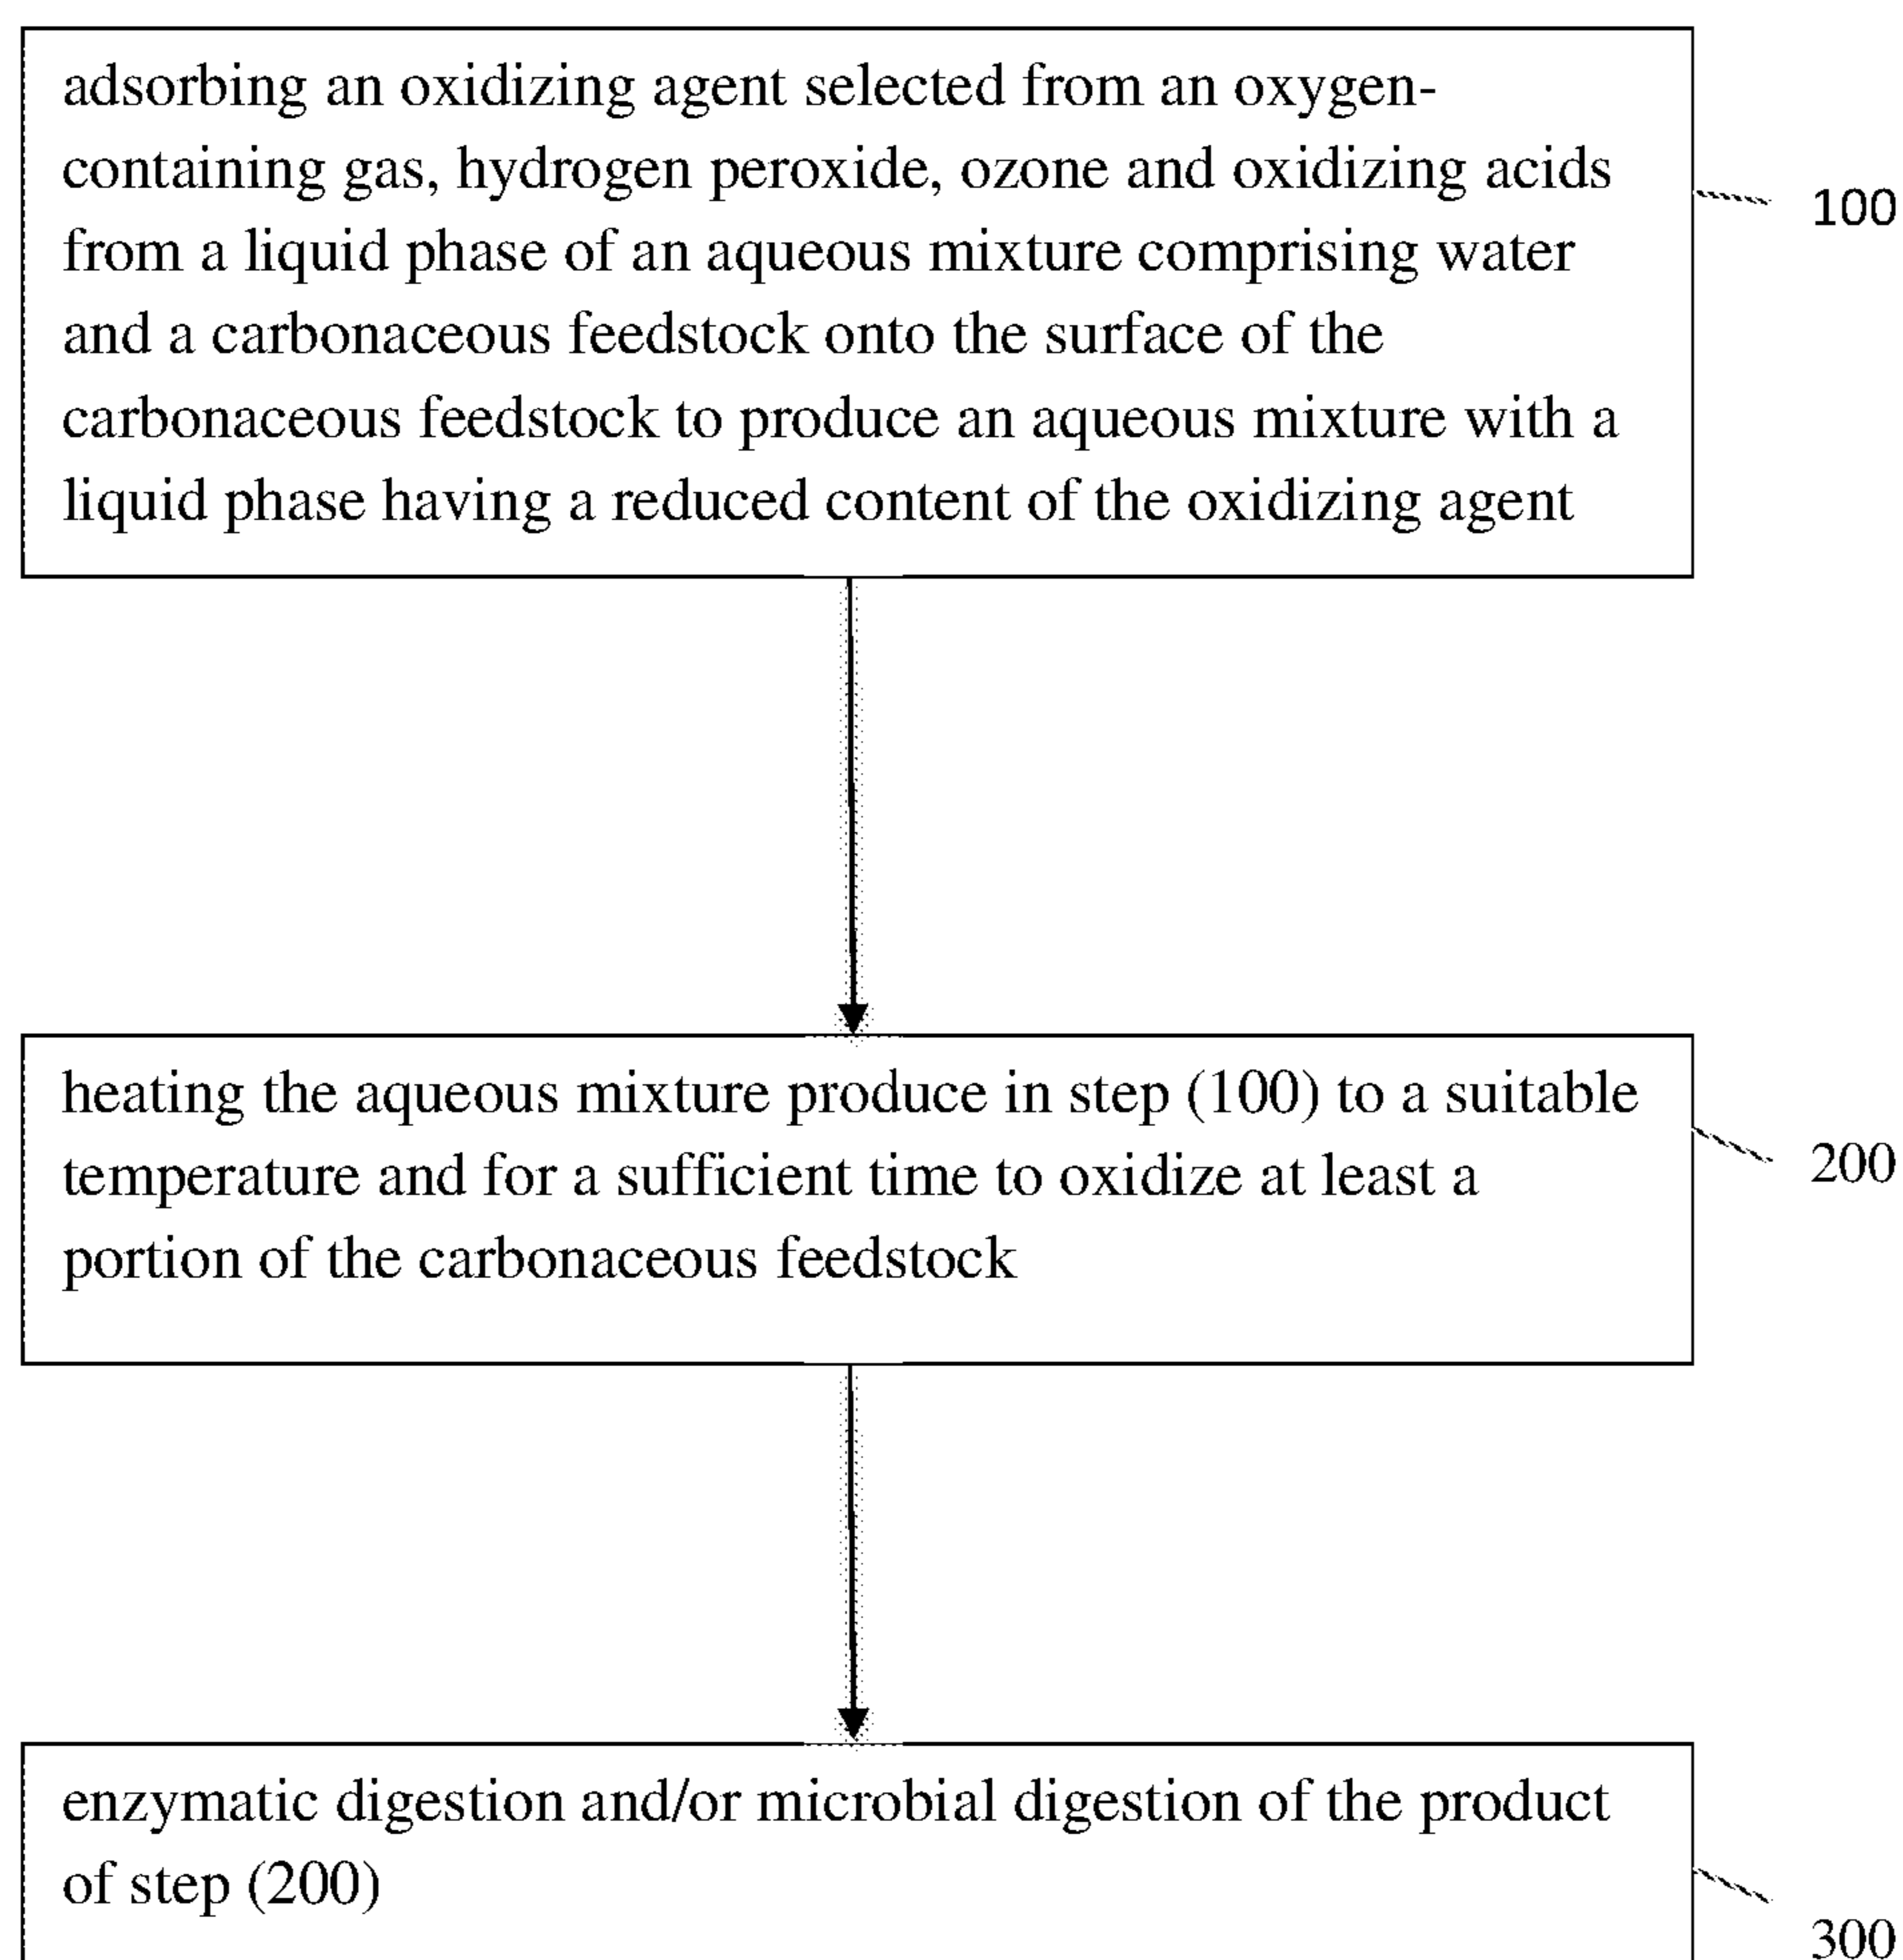 adsorbing an oxidizing agent selected from an oxygen-
containing gas, hydrogen peroxide, ozone and oxidizing acids
from a liquid phase of an aqueous mixture comprising water
and a carbonaceous feedstock onto the surface of the
carbonaceous feedstock to produce an aqueous mixture with a
liquid phase having a reduced content of the oxidizing agent
100
heating the aqueous mixture produce in step (100) to a suitable
temperature and for a sufficient time to oxidize at least a
portion of the carbonaceous feedstock
200
enzymatic digestion and/or microbial digestion of the product
of step (200)
300